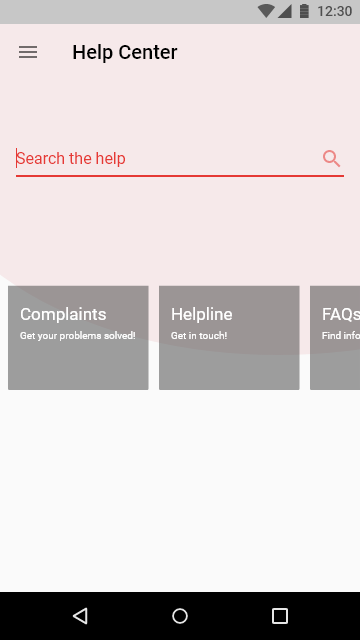 12:30
Help Center
Search the help
Complaints
Get your problems solved!
Helpline
Get in touch!
FAQs
Find info